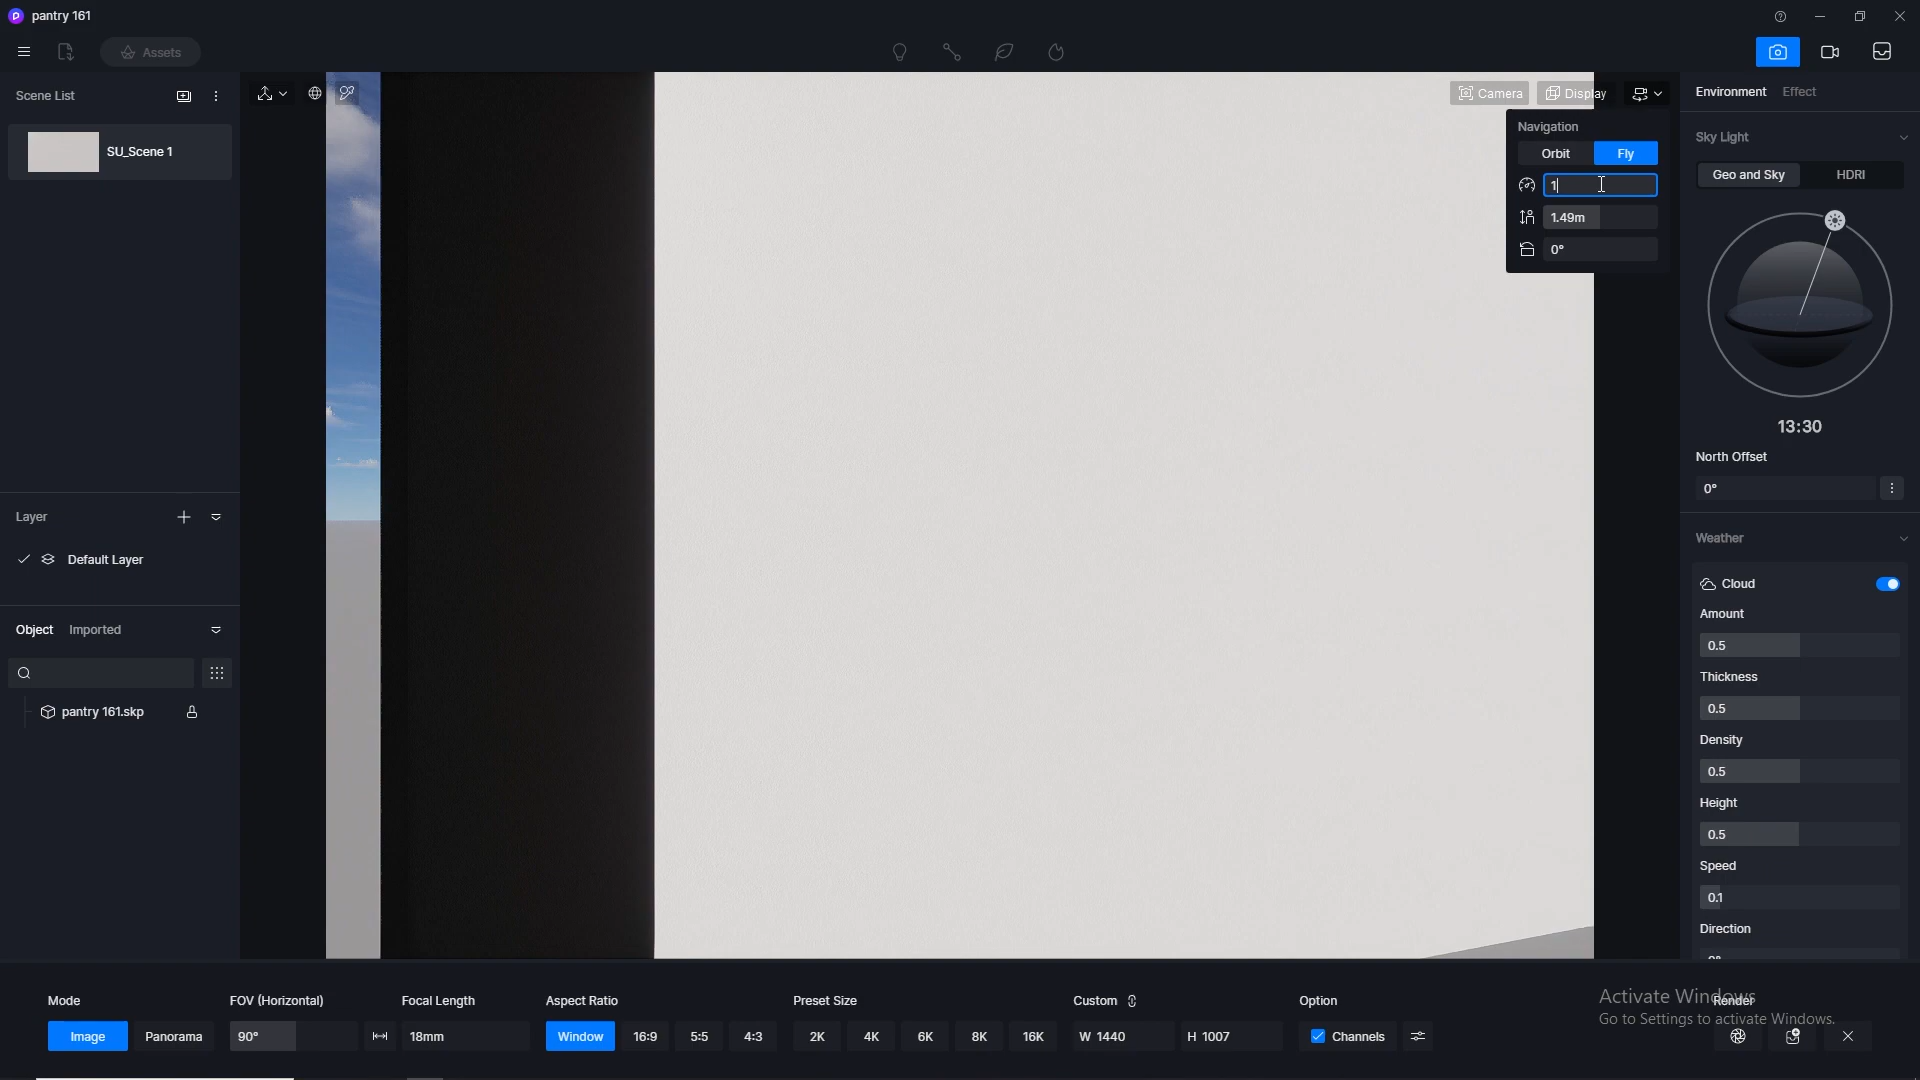 pantry 161
Assets
Scene List
SU_Scene 1
Camera
Display
Navigation
Orbit
Fly
1
1.49m
0°
Environment
Effect
Sky Light
Geo and Sky
HDRI
13:30
North Offset
0°
Weather
Cloud
Amount
0.5
Thickness
0.5
Density
0.5
Height
0.5
Speed
0.1
Direction
Layer
Default Layer
Object
Imported
pantry 161.skp
Mode
Image
Panorama
FOV (Horizontal)
90°
Focal Length
18mm
Aspect Ratio
Window
16:9
5:5
4:3
Preset Size
2K
4K
6K
8K
16K
Custom
W 1440
H 1007
Option
Channels
Render
Activate Windows
Go to Settings to activate Windows.